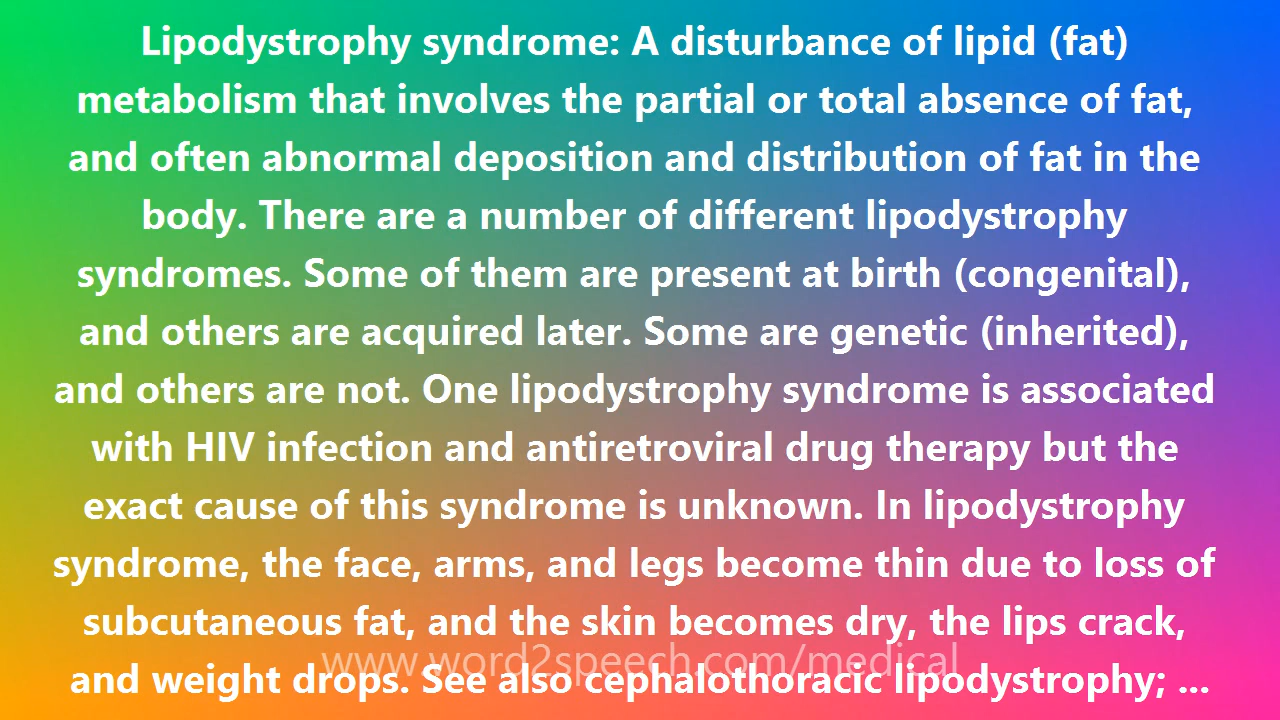 Lipodystrophy syndrome: A disturbance of lipid (fat)
metabolism that involves the partial or total absence of fat,
and often abnormal deposition and distribution of fat in the
body. There are a number of different lipodystrophy
syndromes. Some of them are present at birth (congenital),
and others are acquired later. Some are genetic (inherited),
and others are not. One lipodystrophy syndrome is associated
with HIV infection and antiretroviral drug therapy but the
exact cause of this syndrome is unknown. In lipodystrophy
syndrome, the face, arms, and legs become thin due to loss of
subcutaneous fat, and the skin becomes dry, the lips crack,
www.word2speech.com/medical
and weight drops. See also cephalothoracic lipodystrophy; ...